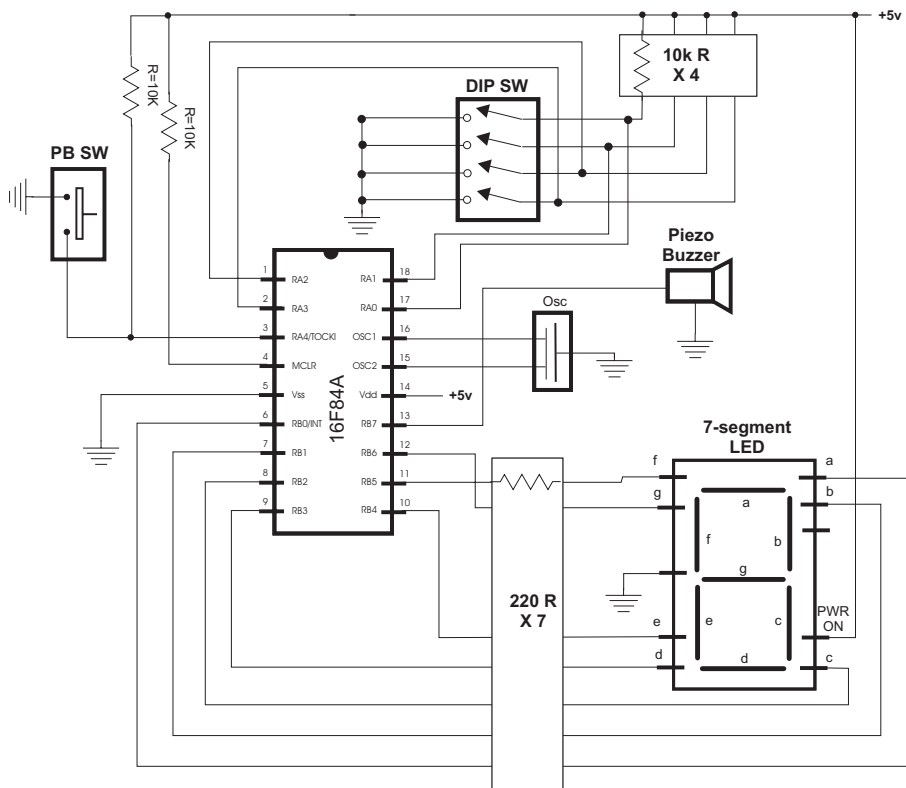 +5v
10k R
X 4
R=10K
R=10K
DIP SW
PB SW
Piezo
Buzzer
Osc
1
2
3
4
5
6
7
8
9
RA2
RA3
RA4/TOCKI
MCLR
Vss
RB0/INT
RB1
RB2
RB3
16F84A
RA1
RA0
OSC1
OSC2
Vdd
RB7
RB6
RB5
RB4
18
17
16
15
14
13
12
11
10
+5v
7-segment
LED
220 R
X 7
f
g
e
d
a
b
f
b
g
e
c
d
a
PWR
ON
c